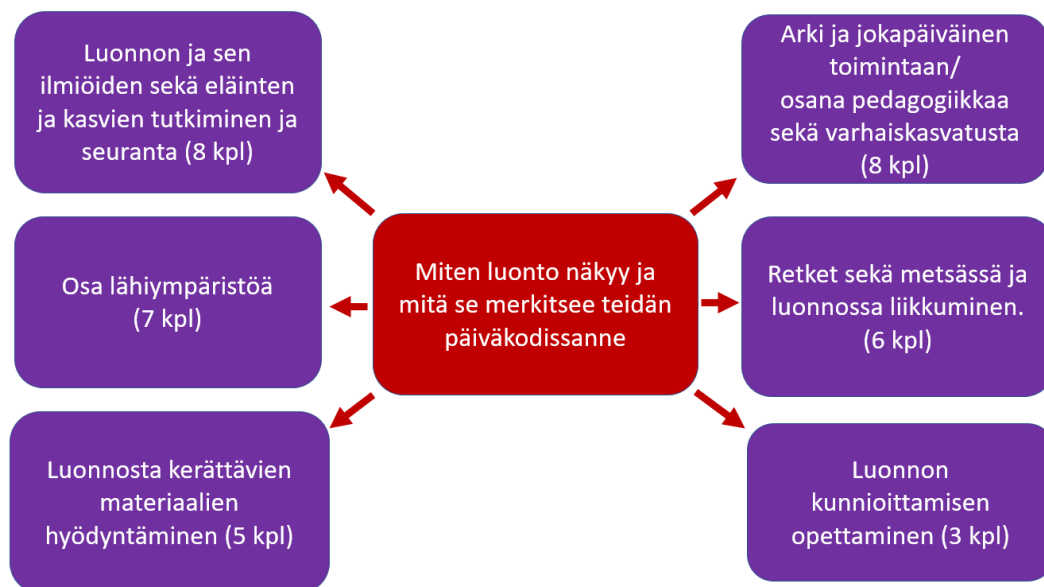 Luonnon ja sen
ilmiöiden sekä eläinten
ja kasvien tutkiminen ja
seuranta (8 kpl)
Arki ja jokapäiväinen
toimintaan/
osana pedagogiikkaa
sekä varhaiskasvatusta
(8 kpl)
Osa lähiympäristöä
(7 kpl)
Miten luonto näkyy ja
mitä se merkitsee teidän
päiväkodissanne
Retket sekä metsässä ja
luonnossa liikkuminen.
(6 kpl)
Luonnosta kerättävien
materiaalien
hyödyntäminen (5 kpl)
Luonnon
kunnioittamisen
opettaminen (3 kpl)